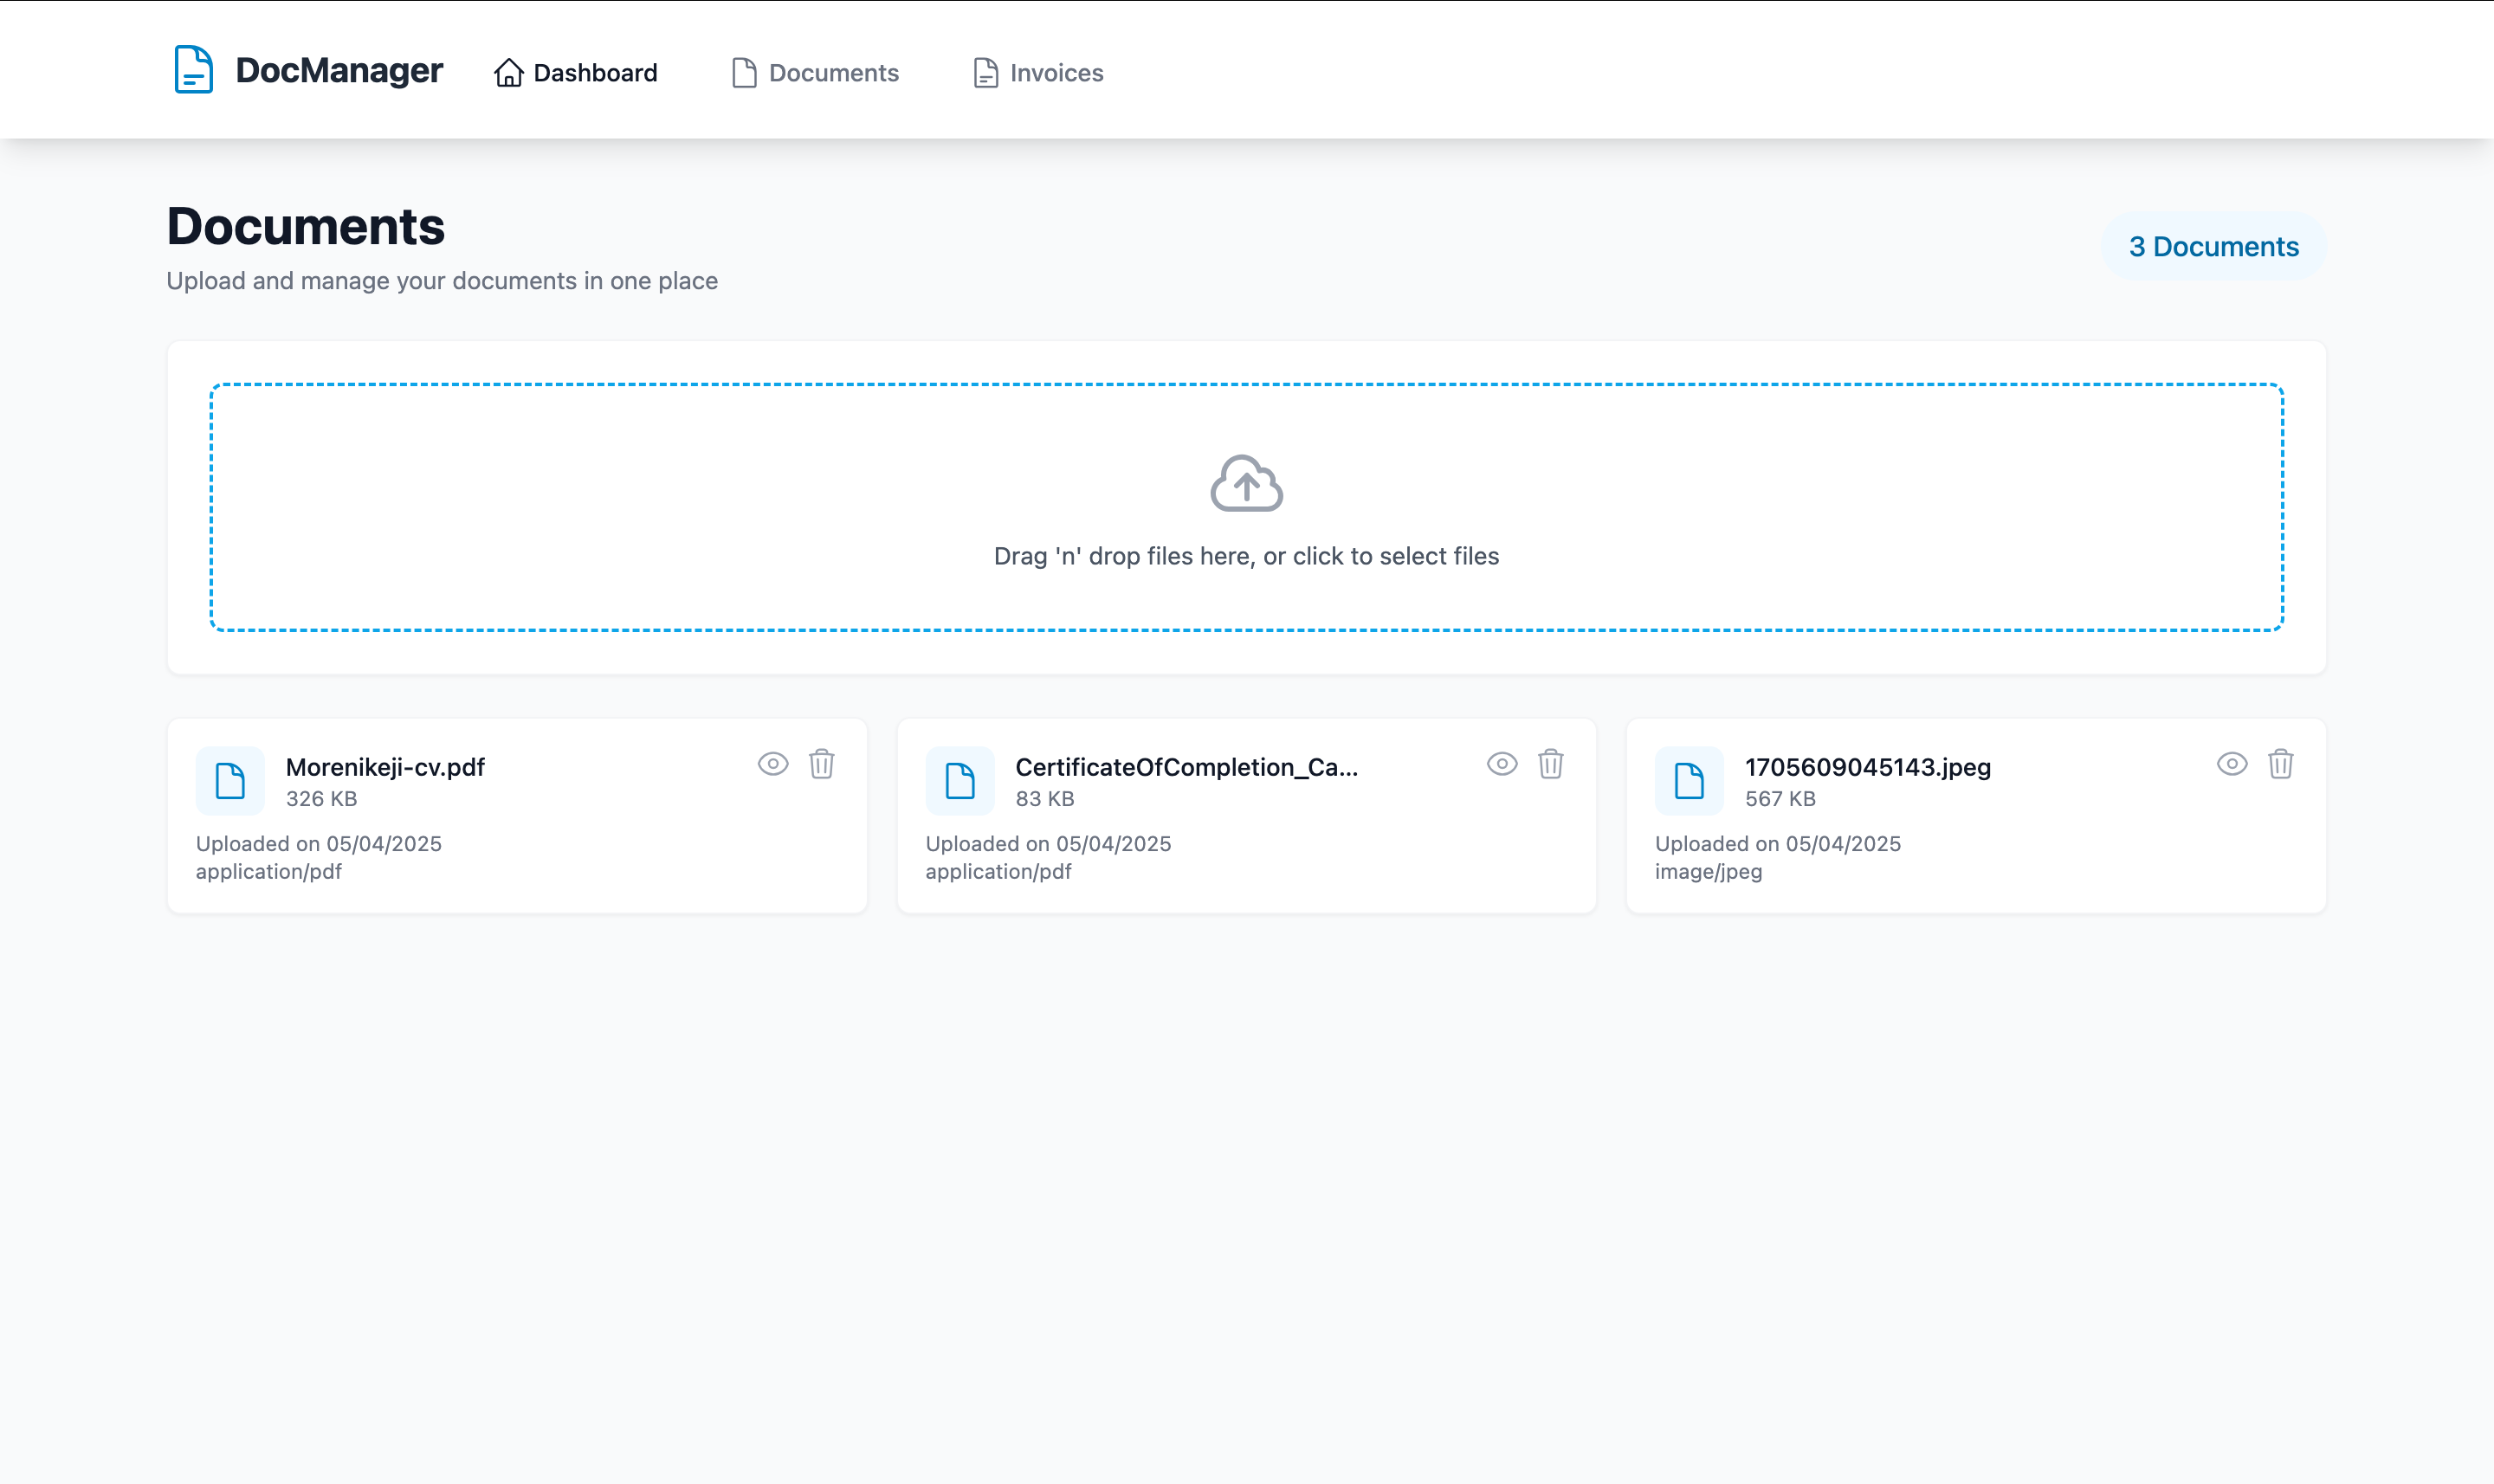 DocManager
Dashboard
Documents
Invoices
Documents
3 Documents
Upload and manage your documents in one place
Drag 'n' drop files here, or click to select files
Morenikeji-cv.pdf
326 KB
Uploaded on 05/04/2025
application/pdf
CertificateOfCompletion_Ca...
83 KB
Uploaded on 05/04/2025
application/pdf
1705609045143.jpeg
567 KB
Uploaded on 05/04/2025
image/jpeg